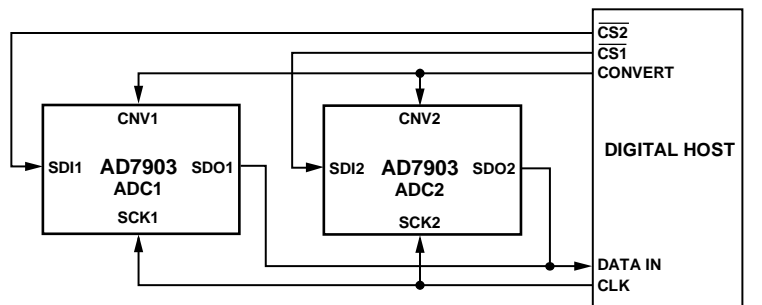 CS2
CS1
CONVERT
CNV1
CNV2
DIGITAL HOST
SDI1
AD7903
SDO1
ADC1
SDI2
AD7903
SDO2
ADC2
SCK1
SCK2
DATA IN
CLK